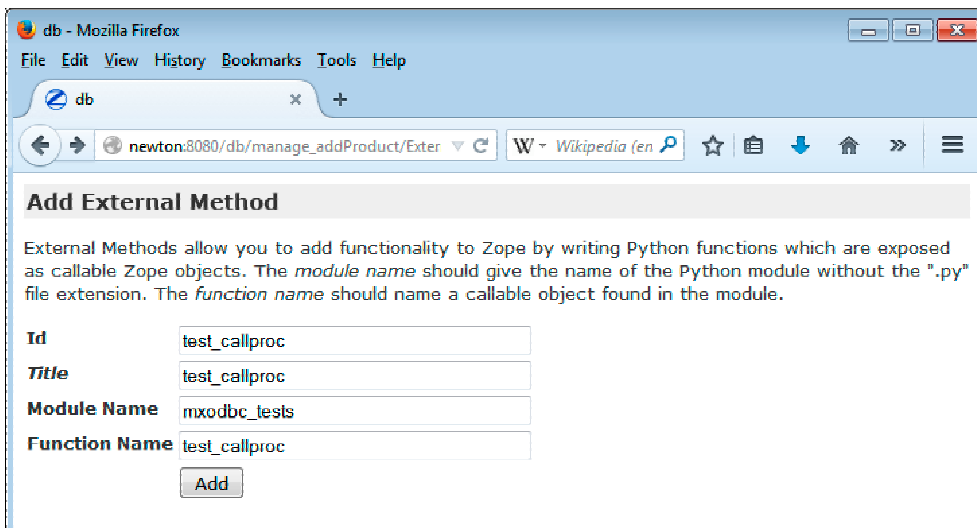 db - Mozilla Firefox
File Edit View History Bookmarks Tools Help
db
newton:8080/db/manage_addProduct/Exter
W Wikipedia (en
Add External Method
External Methods allow you to add functionality to Zope by writing Python functions which are exposed
as callable Zope objects. The module name should give the name of the Python module without the ".py"
file extension. The function name should name a callable object found in the module.
Id test_callproc
Title test_callproc
Module Name mxodbc_tests
Function Name test_callproc
Add